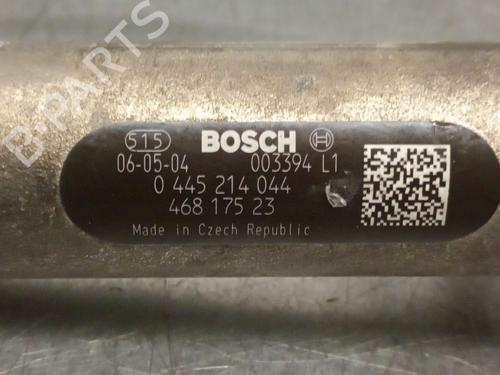 B-PARTS
515 BOSCH
06-05-04 003394 L1
0 445 214 044
468 175 23
Made in Czech Republic